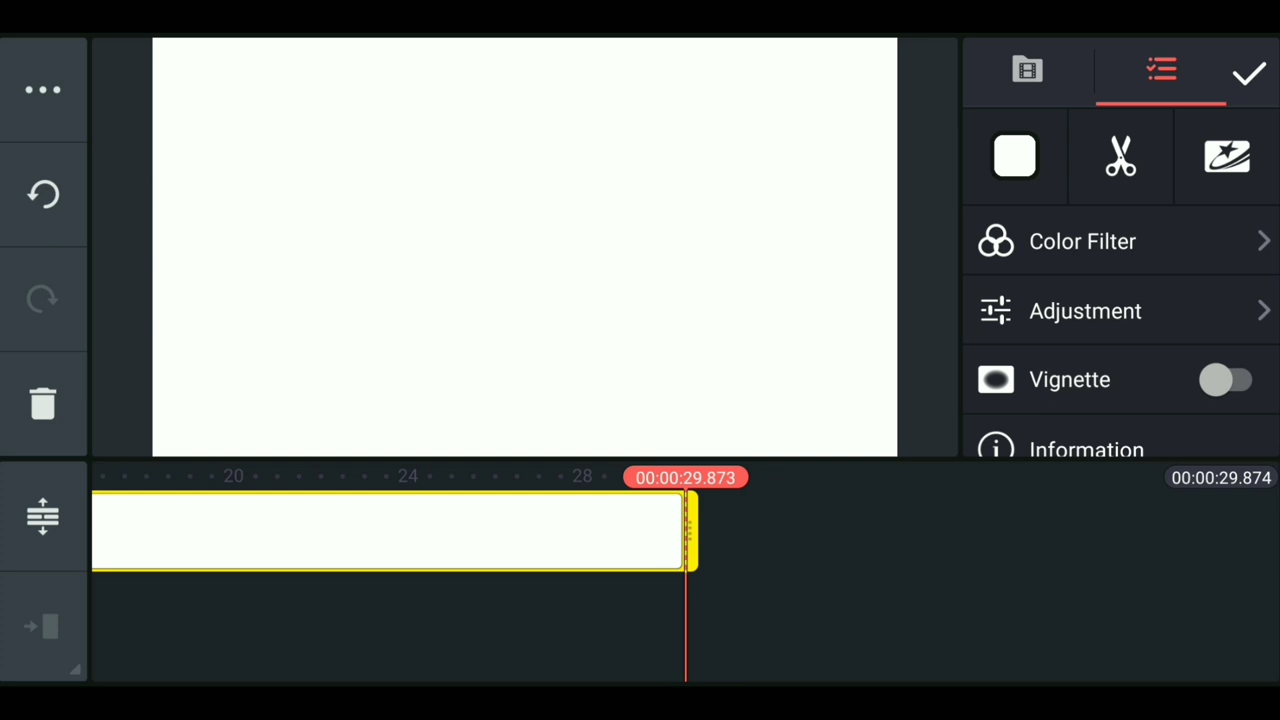 Color Filter
Adjustment
Vignette
Information
20 24 28 00:00:29.873 00:00:29.874